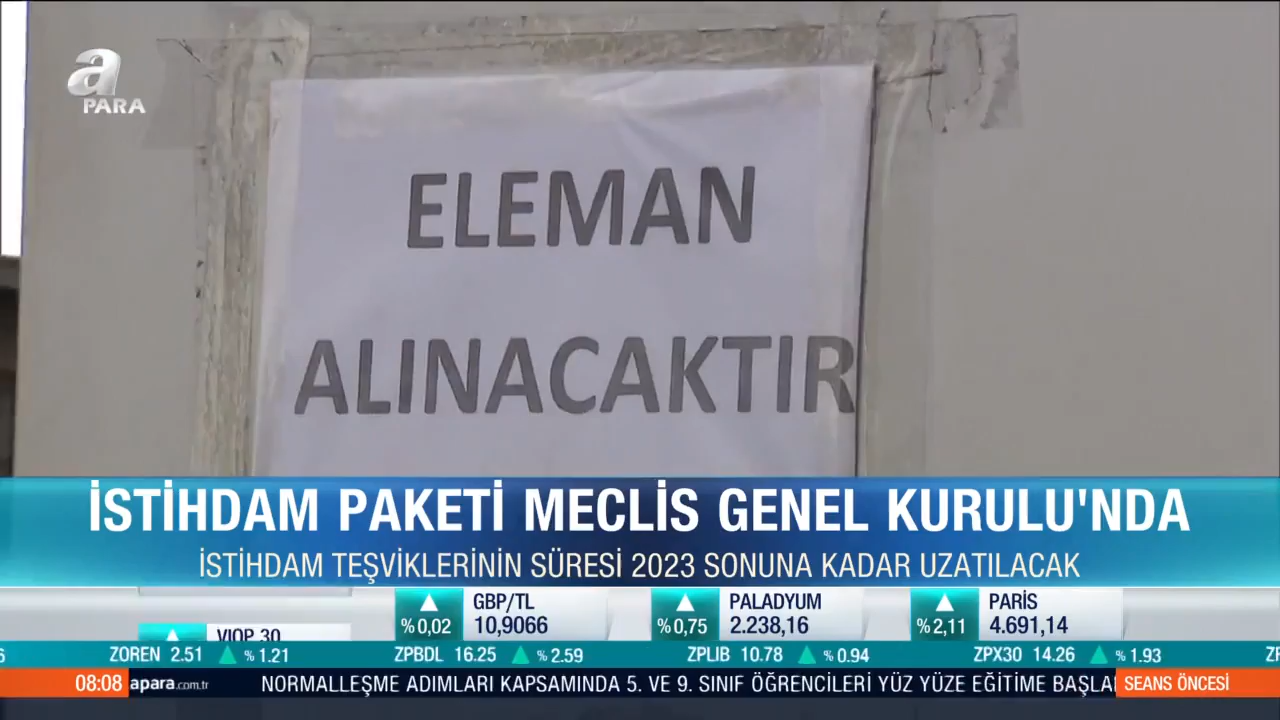 a
PARA
ELEMAN
ALINACAKTIR
İSTİHDAM PAKETİ MECLİS GENEL KURULU'NDA
İSTİHDAM TEŞVİKLERİNİN SÜRESİ 2023 SONUNA KADAR UZATILACAK
VIOP 30
% 0,02 GBP/TL 10,9066
% 0,75 PALADYUM 2.238,16
% 2,11 PARİS 4.691,14
6 ZOREN 2.51 % 1.21 ZPBDL 16.25 % 2.59 ZPLIB 10.78 % 0.94 ZPX30 14.26 % 1.93
08:08 apara.com.tr NORMALLEŞME ADIMLARI KAPSAMINDA 5. VE 9. SINIF ÖĞRENCİLERİ YÜZ YÜZE EĞİTİME SEANS ÖNCESİ